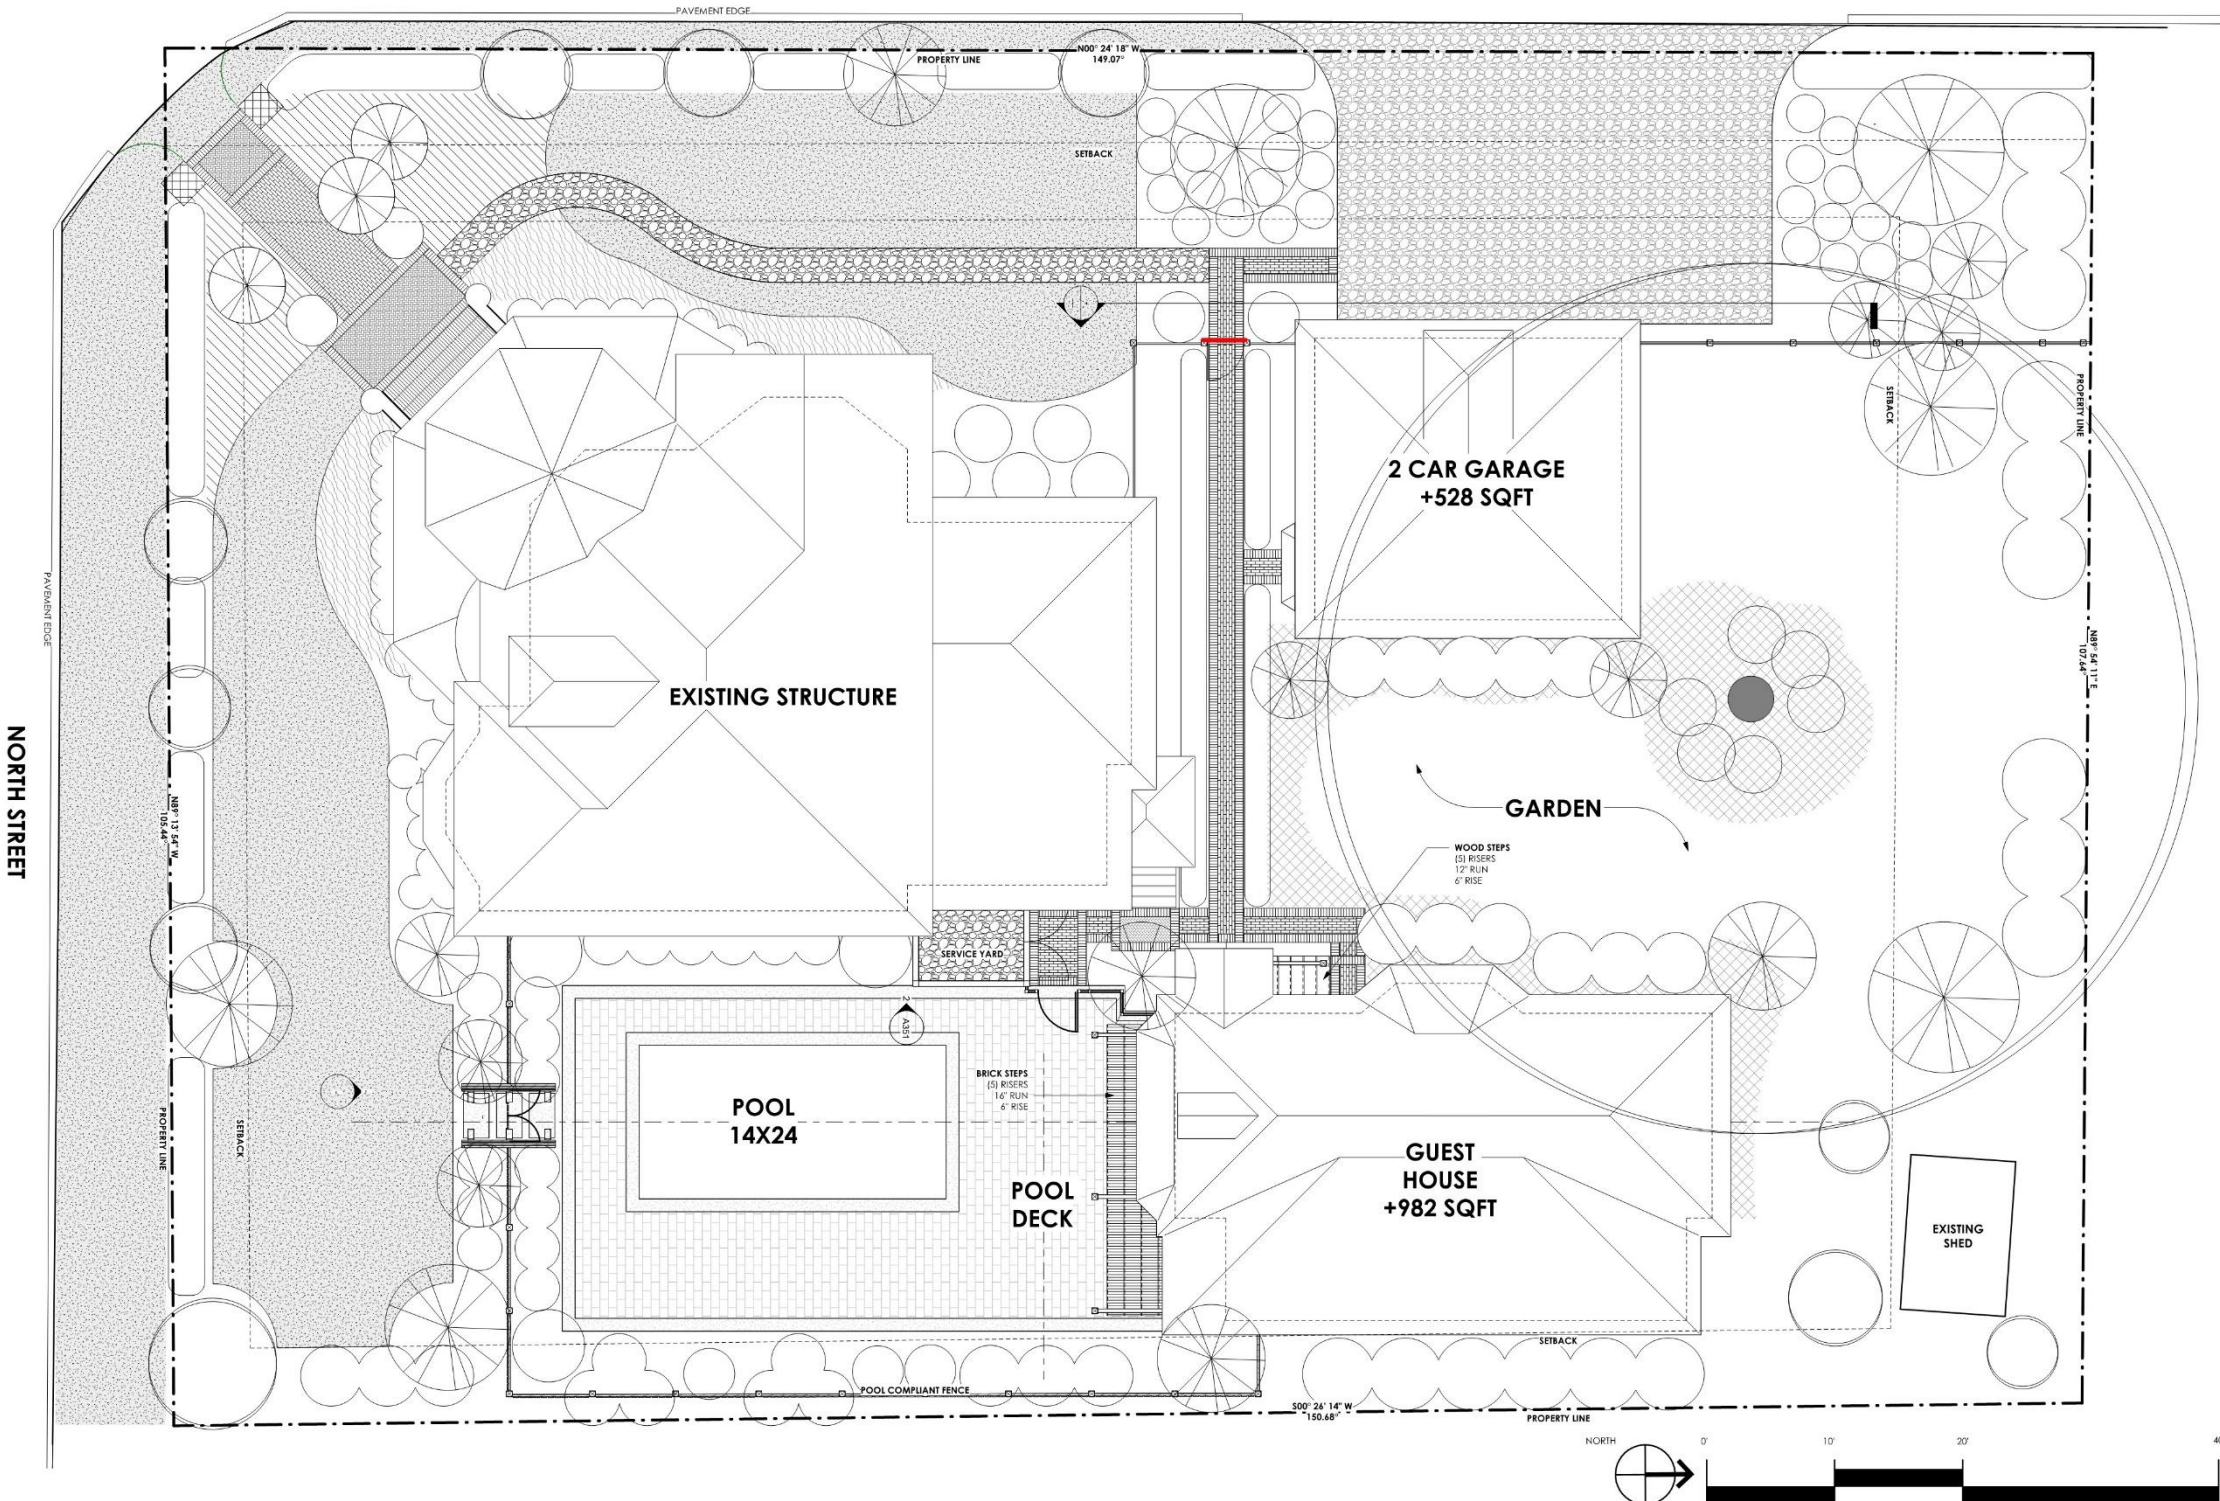 PAVEMENT EDGE
N00° 24' 18" W
149.07'
PROPERTY LINE
SETBACK
2 CAR GARAGE
+528 SQFT
SETBACK
PROPERTY LINE
PAVEMENT EDGE
NORTH STREET
EXISTING STRUCTURE
N89° 54' 11" E
107.64'
GARDEN
N89° 13' 54" W
105.44'
WOOD STEPS
(5) RISERS
12" RUN
6" RISE
SERVICE YARD
2
A351
BRICK STEPS
(5) RISERS
16" RUN
6" RISE
POOL
14X24
PROPERTY LINE
SETBACK
POOL
DECK
GUEST
HOUSE
+982 SQFT
EXISTING
SHED
SETBACK
POOL COMPLIANT FENCE
S00° 26' 14" W
150.68'
PROPERTY LINE
NORTH
0'
10'
20'